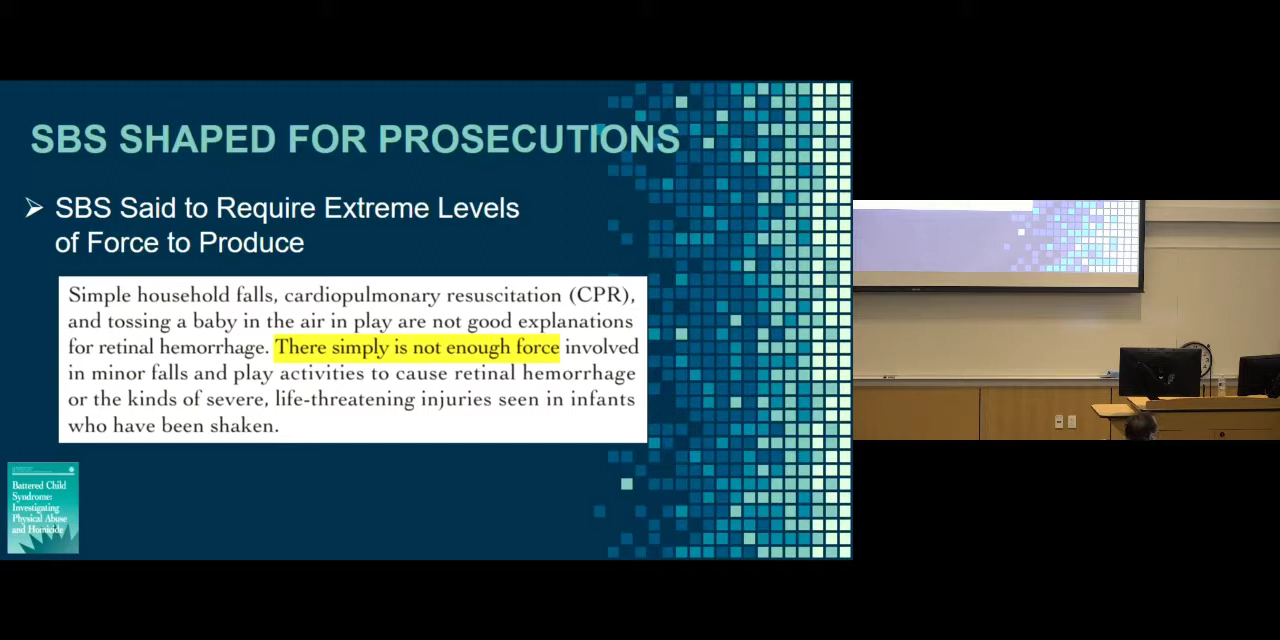 SBS SHAPED FOR PROSECUTIONS
➢ SBS Said to Require Extreme Levels
of Force to Produce
Simple household falls, cardiopulmonary resuscitation (CPR),
and tossing a baby in the air in play are not good explanations
for retinal hemorrhage. There simply is not enough force involved
in minor falls and play activities to cause retinal hemorrhage
or the kinds of severe, life-threatening injuries seen in infants
who have been shaken.
Battered Child
Syndrome:
Investigating
Physical Abuse
and Homicide